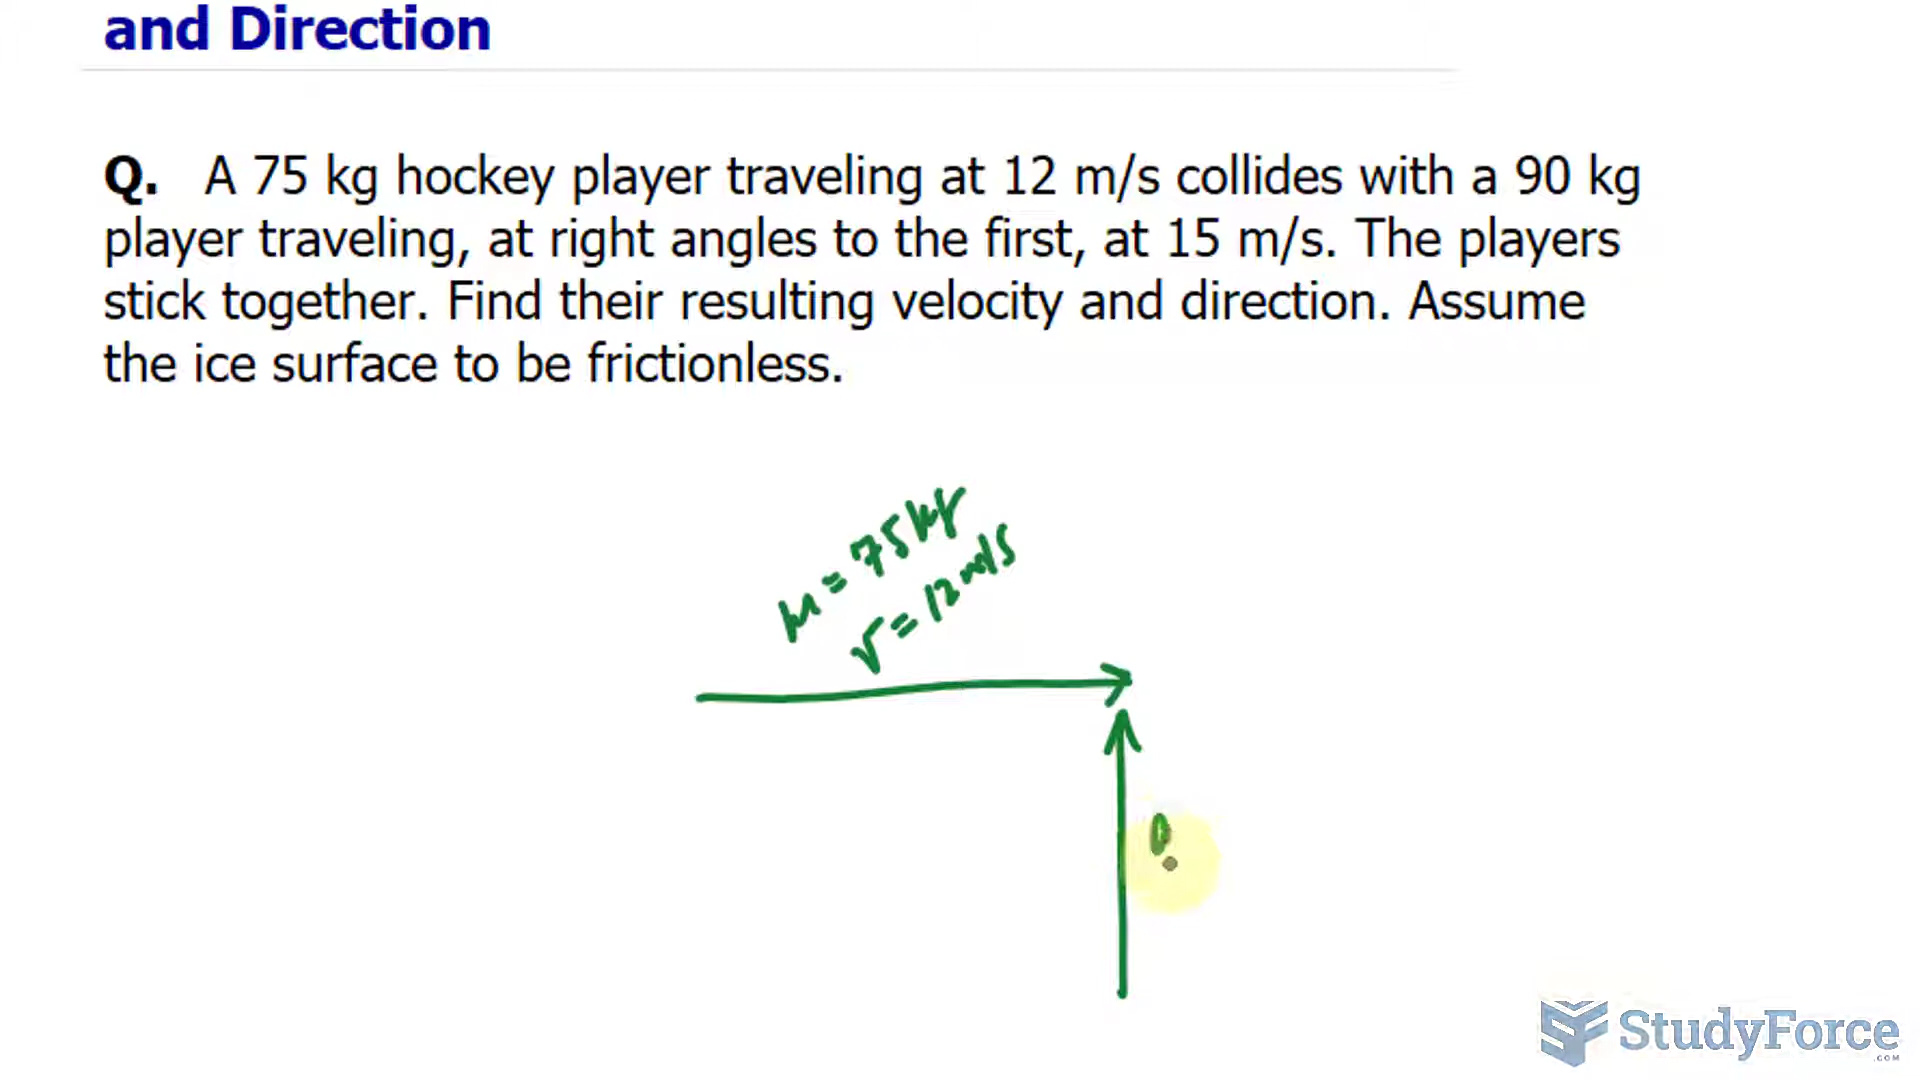 and Direction
Q. A 75 kg hockey player traveling at 12 m/s collides with a 90 kg
player traveling, at right angles to the first, at 15 m/s. The players
stick together. Find their resulting velocity and direction. Assume
the ice surface to be frictionless.
m = 75 kg
v = 12 m/s
StudyForce
.COM